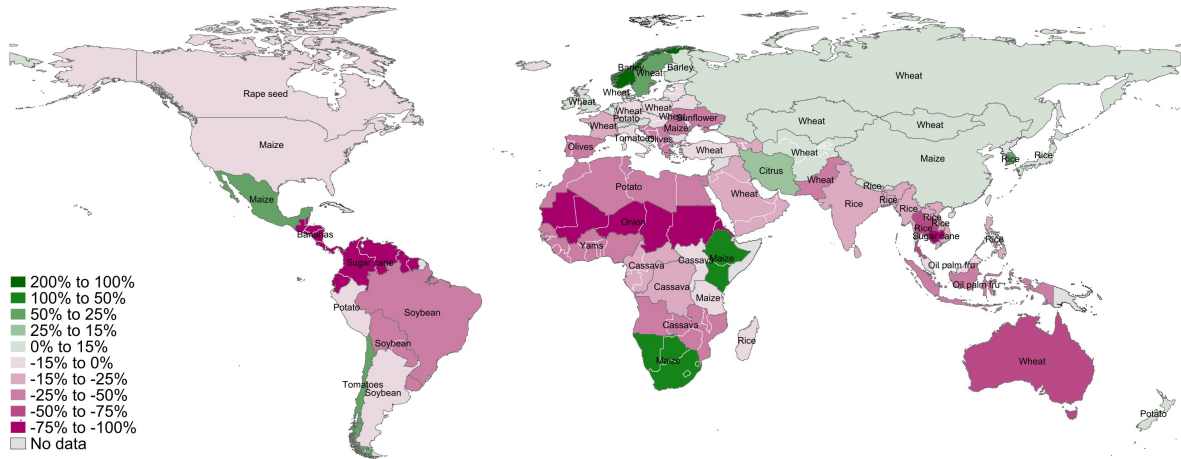 Barley
Barley
Wheat
Wheat
Wheat
Rape seed
Wheat
Wheat
Wheat
Wheat
Sunflower
Potato
Wheat
Wheat
Wheat
Maize
Maize
Tomatoes
Olives
Olives
Wheat
Wheat
Maize
Rice
Rice
Citrus
Wheat
Rice
Potato
Wheat
Maize
Rice
Rice
Rice
Rice
Rice
Onion
Rice
Sugar cane
Rice
Bananas
Yams
Cassava
Cassava
Maize
Sugar cane
Oil palm fru
Cassava
Oil palm fru
Maize
Potato
Soybean
Cassava
Rice
Soybean
Maize
Wheat
Tomatoes
Soybean
Potato
200% to 100%
100% to 50%
50% to 25%
25% to 15%
0% to 15%
-15% to 0%
-15% to -25%
-25% to -50%
-50% to -75%
-75% to -100%
No data